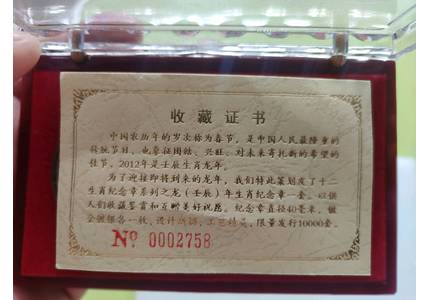 收藏证书
中国农历年的岁次称为春节，是中国人民最隆重的
传统节日，也象征团结、兴旺，对未来寄托新的希望的
佳节，2012年是壬辰生肖龙年。
为了迎接即将到来的龙年，我们特此策划发了十二
生肖纪念章系列之龙（壬辰）年生肖纪念章一套。以供
人们收藏鉴赏和互赠美好祝愿。纪念章直径40毫米，镀
金镀银各一枚，设计新颖，工艺精美，限量发行10000套。
Nº 0002758